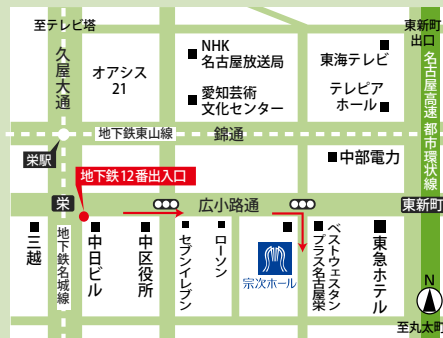 至テレビ塔
東新町
出口
久屋大通
オアシス
21
NHK
名古屋放送局
愛知芸術
文化センター
東海テレビ
テレピア
ホール
名古屋高速 都市環状線
地下鉄東山線
錦通
栄駅
中部電力
地下鉄12番出入口
栄
広小路通
東新町
三越
地下鉄名城線
中日ビル
中区役所
セブンイレブン
ローソン
宗次ホール
ベストウェスタン
プラス名古屋栄
東急ホテル
N
至丸太町